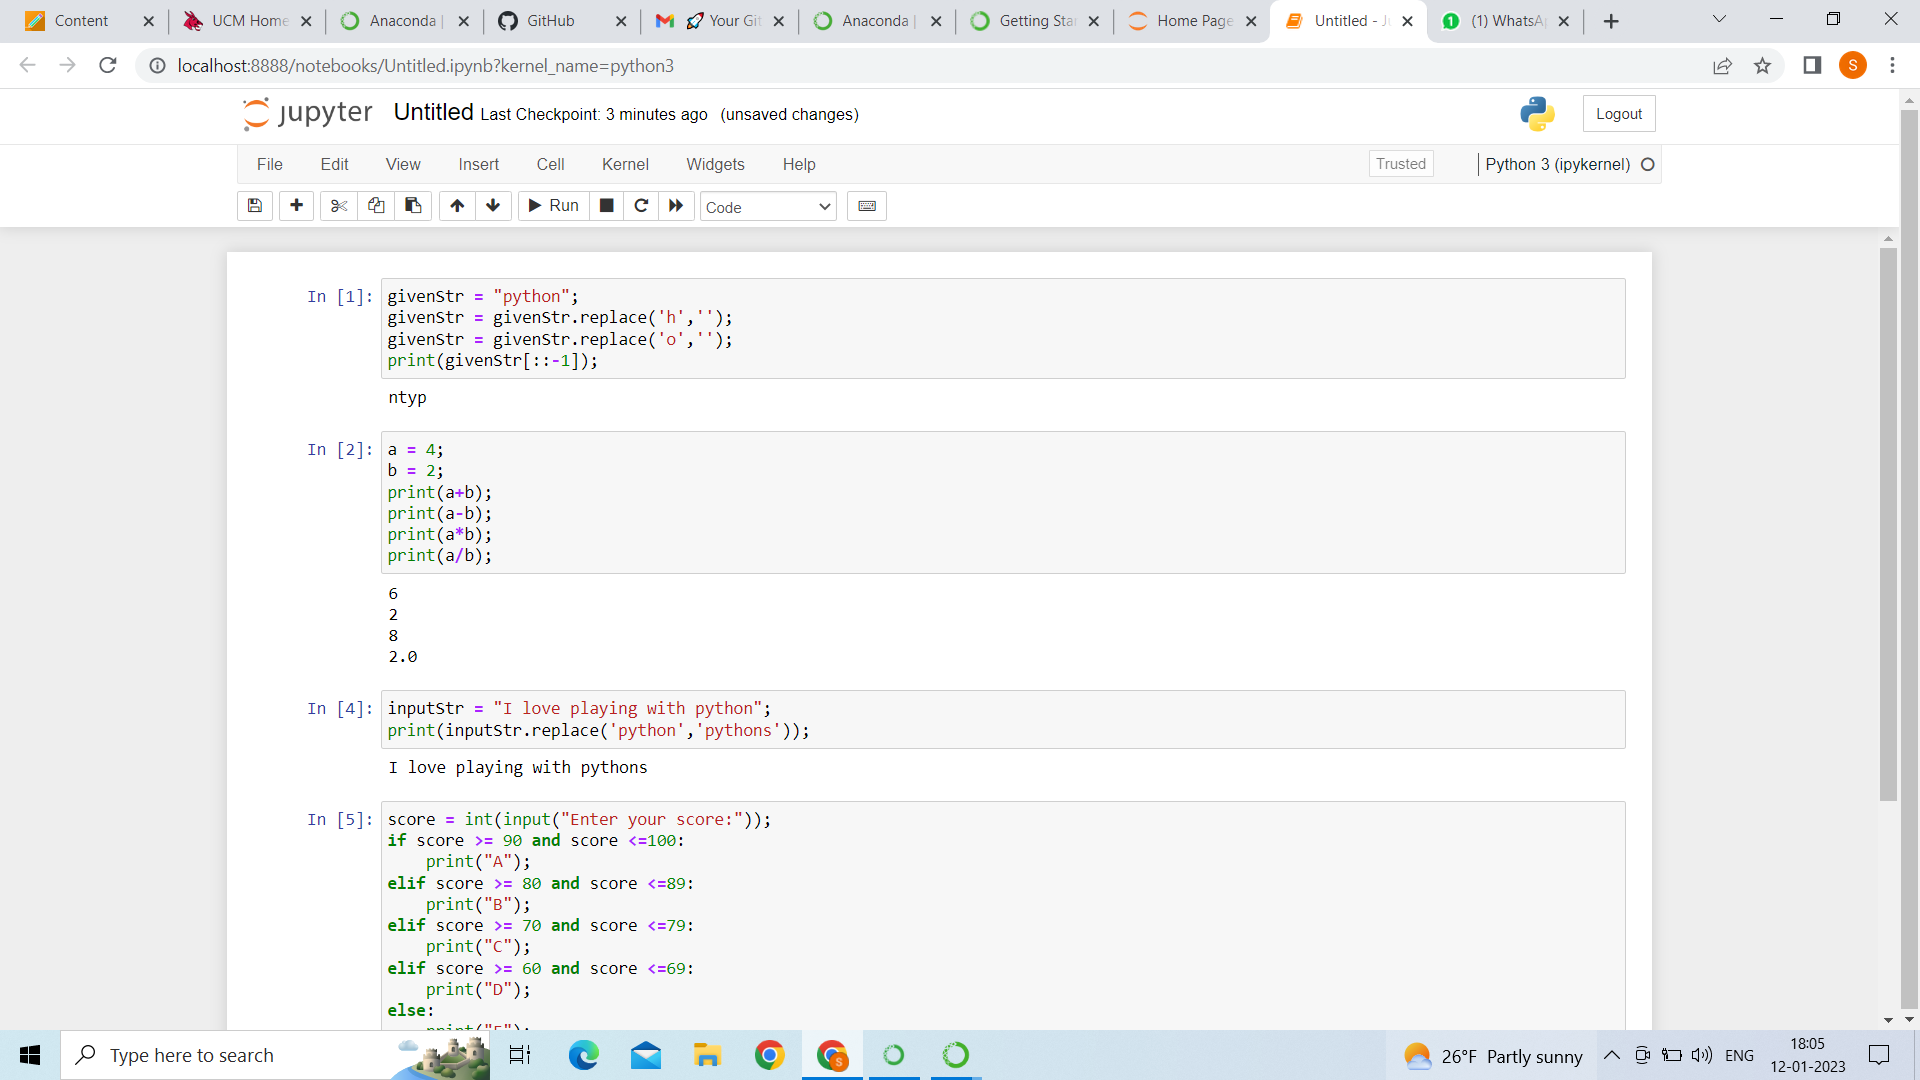 Content
UCM Home
Anaconda |
GitHub
Your Git
Anaconda |
Getting Star
Home Page
Untitled - J
(1) WhatsA
localhost:8888/notebooks/Untitled.ipynb?kernel_name=python3
S
jupyter Untitled Last Checkpoint: 3 minutes ago (unsaved changes)
Logout
File Edit View Insert Cell Kernel Widgets Help
Trusted
Python 3 (ipykernel)
Run
Code
In [1]: givenStr = "python";
givenStr = givenStr.replace('h','');
givenStr = givenStr.replace('o','');
print(givenStr[::-1]);
ntyp
In [2]: a = 4;
b = 2;
print(a+b);
print(a-b);
print(a*b);
print(a/b);
6
2
8
2.0
In [4]: inputStr = "I love playing with python";
print(inputStr.replace('python','pythons'));
I love playing with pythons
In [5]: score = int(input("Enter your score:"));
if score >= 90 and score <=100:
print("A");
elif score >= 80 and score <=89:
print("B");
elif score >= 70 and score <=79:
print("C");
elif score >= 60 and score <=69:
print("D");
else:
print("F");
Type here to search
26°F Partly sunny
ENG
18:05
12-01-2023